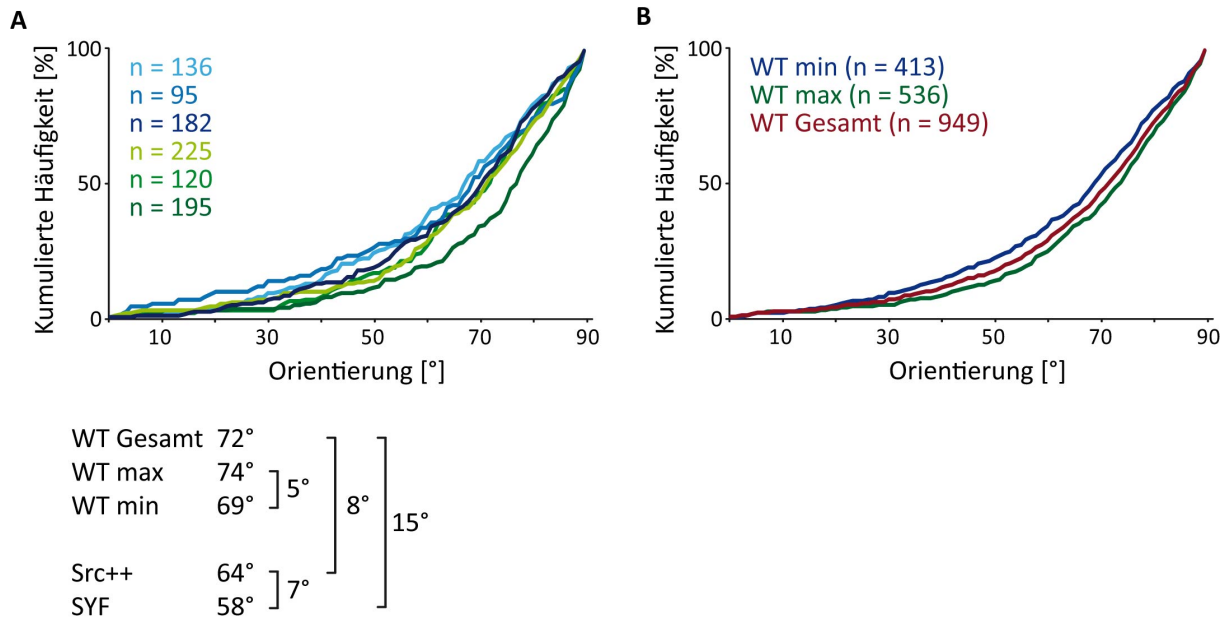 A
Kumulierte Häufigkeit [%]
100
50
0
n = 136
n = 95
n = 182
n = 225
n = 120
n = 195
10 30 50 70 90
Orientierung [°]
B
Kumulierte Häufigkeit [%]
100
50
0
WT min (n = 413)
WT max (n = 536)
WT Gesamt (n = 949)
10 30 50 70 90
Orientierung [°]
WT Gesamt 72°
WT max 74°
5°
WT min 69°
8°
15°
Src++ 64°
7°
SYF 58°